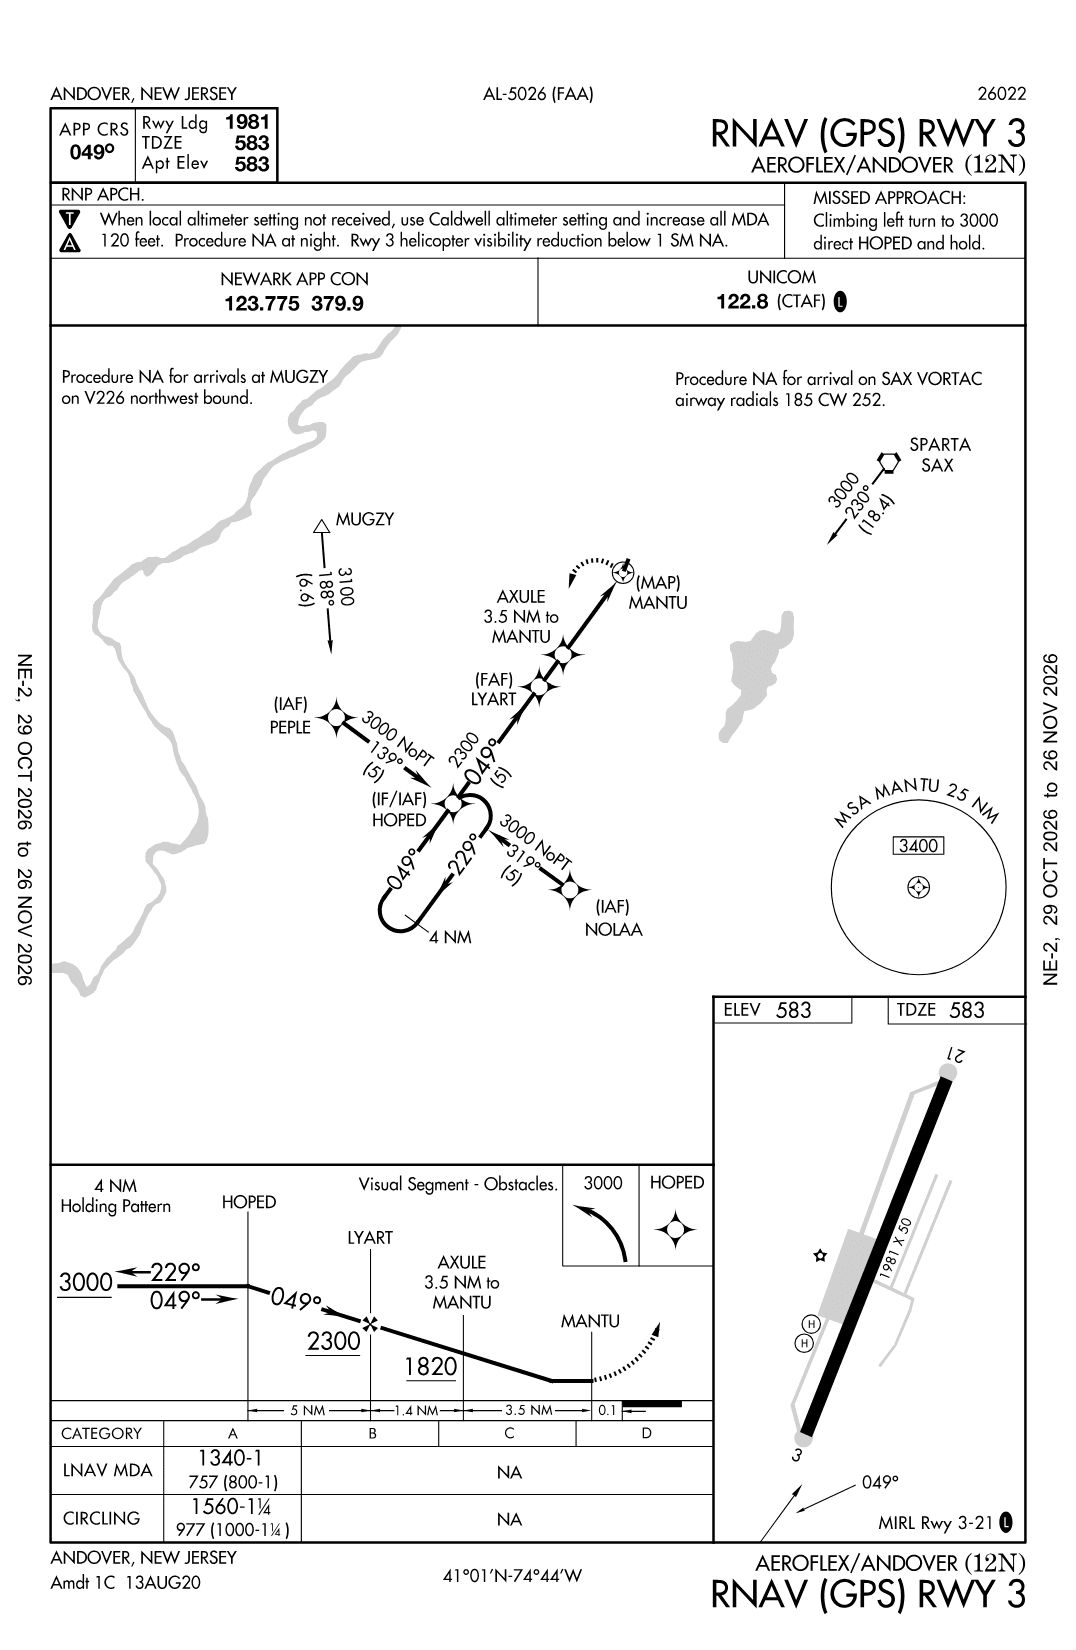 ANDOVER, NEW JERSEY
AL-5026 (FAA)
26022
APP CRS
049°
Rwy Ldg 1981
TDZE 583
Apt Elev 583
RNAV (GPS) RWY 3
AEROFLEX/ANDOVER (12N)
RNP APCH.
T When local altimeter setting not received, use Caldwell altimeter setting and increase all MDA
A 120 feet. Procedure NA at night. Rwy 3 helicopter visibility reduction below 1 SM NA.
MISSED APPROACH:
Climbing left turn to 3000
direct HOPED and hold.
NEWARK APP CON
123.775 379.9
UNICOM
122.8 (CTAF) L
Procedure NA for arrivals at MUGZY
on V226 northwest bound.
Procedure NA for arrival on SAX VORTAC
airway radials 185 CW 252.
SPARTA
SAX
3000
230°
(18.4)
MUGZY
3100
188°
(6.6)
(MAP)
MANTU
AXULE
3.5 NM to
MANTU
(FAF)
LYART
(IAF)
PEPLE
3000 NoPT
139°
(5)
2300
049°
(5)
(IF/IAF)
HOPED
049°
229°
3000 NoPT
319°
(5)
(IAF)
NOLAA
4 NM
MSA MANTU 25 NM
3400
NE-2, 29 OCT 2026 to 26 NOV 2026
NE-2, 29 OCT 2026 to 26 NOV 2026
ELEV 583
TDZE 583
21
1981 X 50
H
H
3
049°
MIRL Rwy 3-21 L
4 NM
Holding Pattern
HOPED
Visual Segment - Obstacles.
3000
HOPED
LYART
AXULE
3.5 NM to
MANTU
MANTU
3000
229°
049°
049°
2300
1820
5 NM
1.4 NM
3.5 NM
0.1
CATEGORY A B C D
LNAV MDA 1340-1 NA
757 (800-1)
CIRCLING 1560-1¼ NA
977 (1000-1¼)
ANDOVER, NEW JERSEY
Amdt 1C 13AUG20
41°01'N-74°44'W
AEROFLEX/ANDOVER (12N)
RNAV (GPS) RWY 3